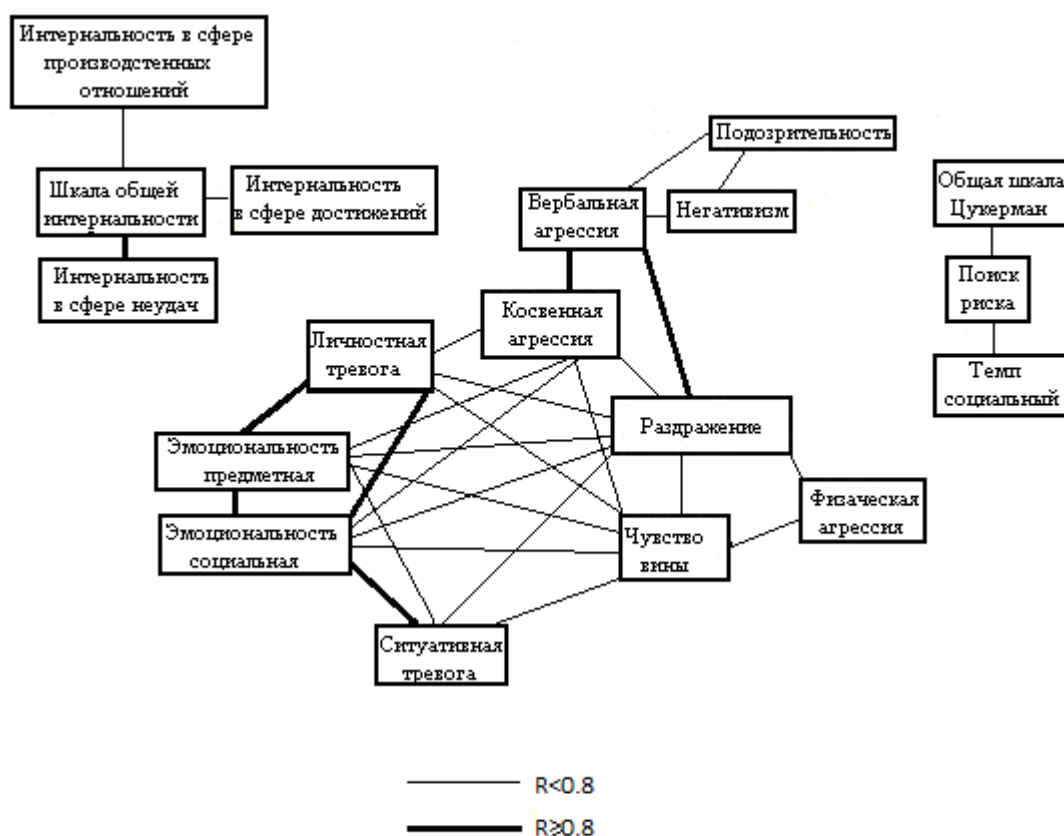 Интернальность в сфере
производстенных
отношений
Шкала общей
интернальности
Интернальность
в сфере достижений
Интернальность
в сфере неудач
Подозрительность
Вербальная
агрессия
Негативизм
Общая шкала
Цукерман
Поиск
риска
Темп
социальный
Косвенная
агрессия
Личностная
тревога
Раздражение
Эмоциональность
предметная
Эмоциональность
социальная
Чувство
вины
Физаческая
агрессия
Ситуативная
тревога
R<0.8
R≥0.8